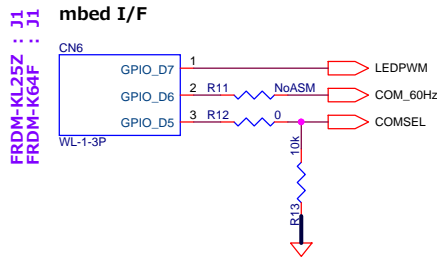 mbed I/F
FRDM-KL25Z : J1
FRDM-K64F : J1
CN6
GPIO_D7 1 LEDPWM
GPIO_D6 2 R11 NoASM COM_60Hz
GPIO_D5 3 R12 0 COMSEL
WL-1-3P
10k
R13